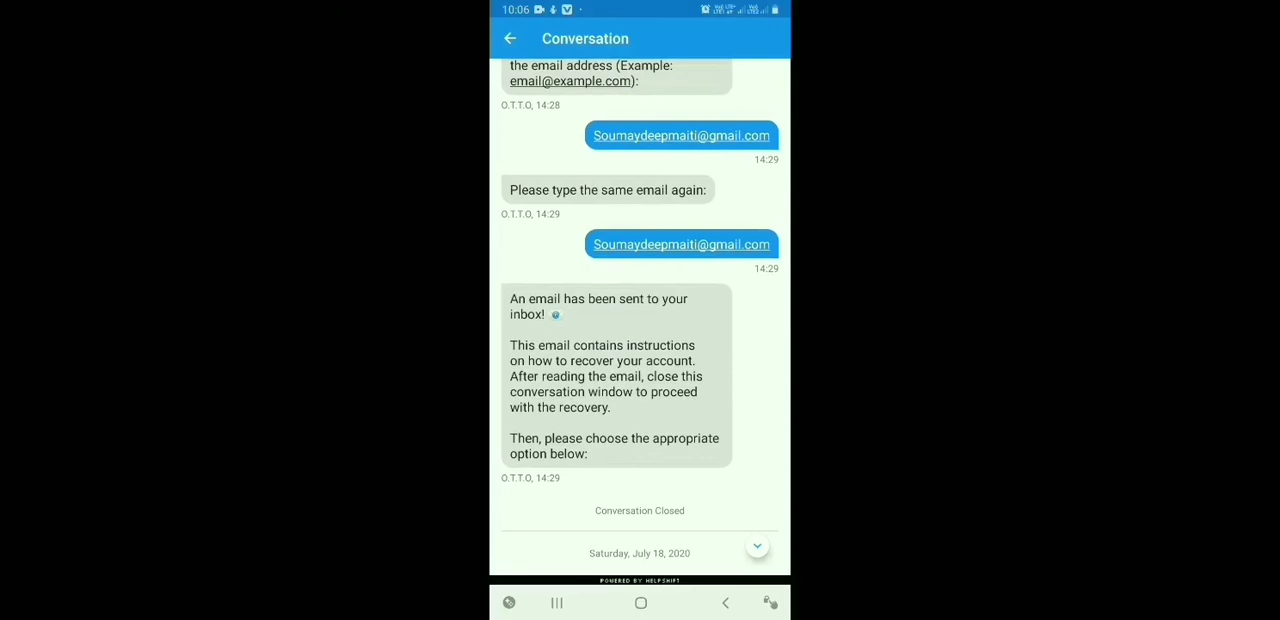 10:06
Conversation
the email address (Example:
email@example.com):
O.T.T.O, 14:28
Soumaydeepmaiti@gmail.com
14:29
Please type the same email again:
O.T.T.O, 14:29
Soumaydeepmaiti@gmail.com
14:29
An email has been sent to your
inbox!
This email contains instructions
on how to recover your account.
After reading the email, close this
conversation window to proceed
with the recovery.
Then, please choose the appropriate
option below:
O.T.T.O, 14:29
Conversation Closed
Saturday, July 18, 2020
POWERED BY HELPSHIFT